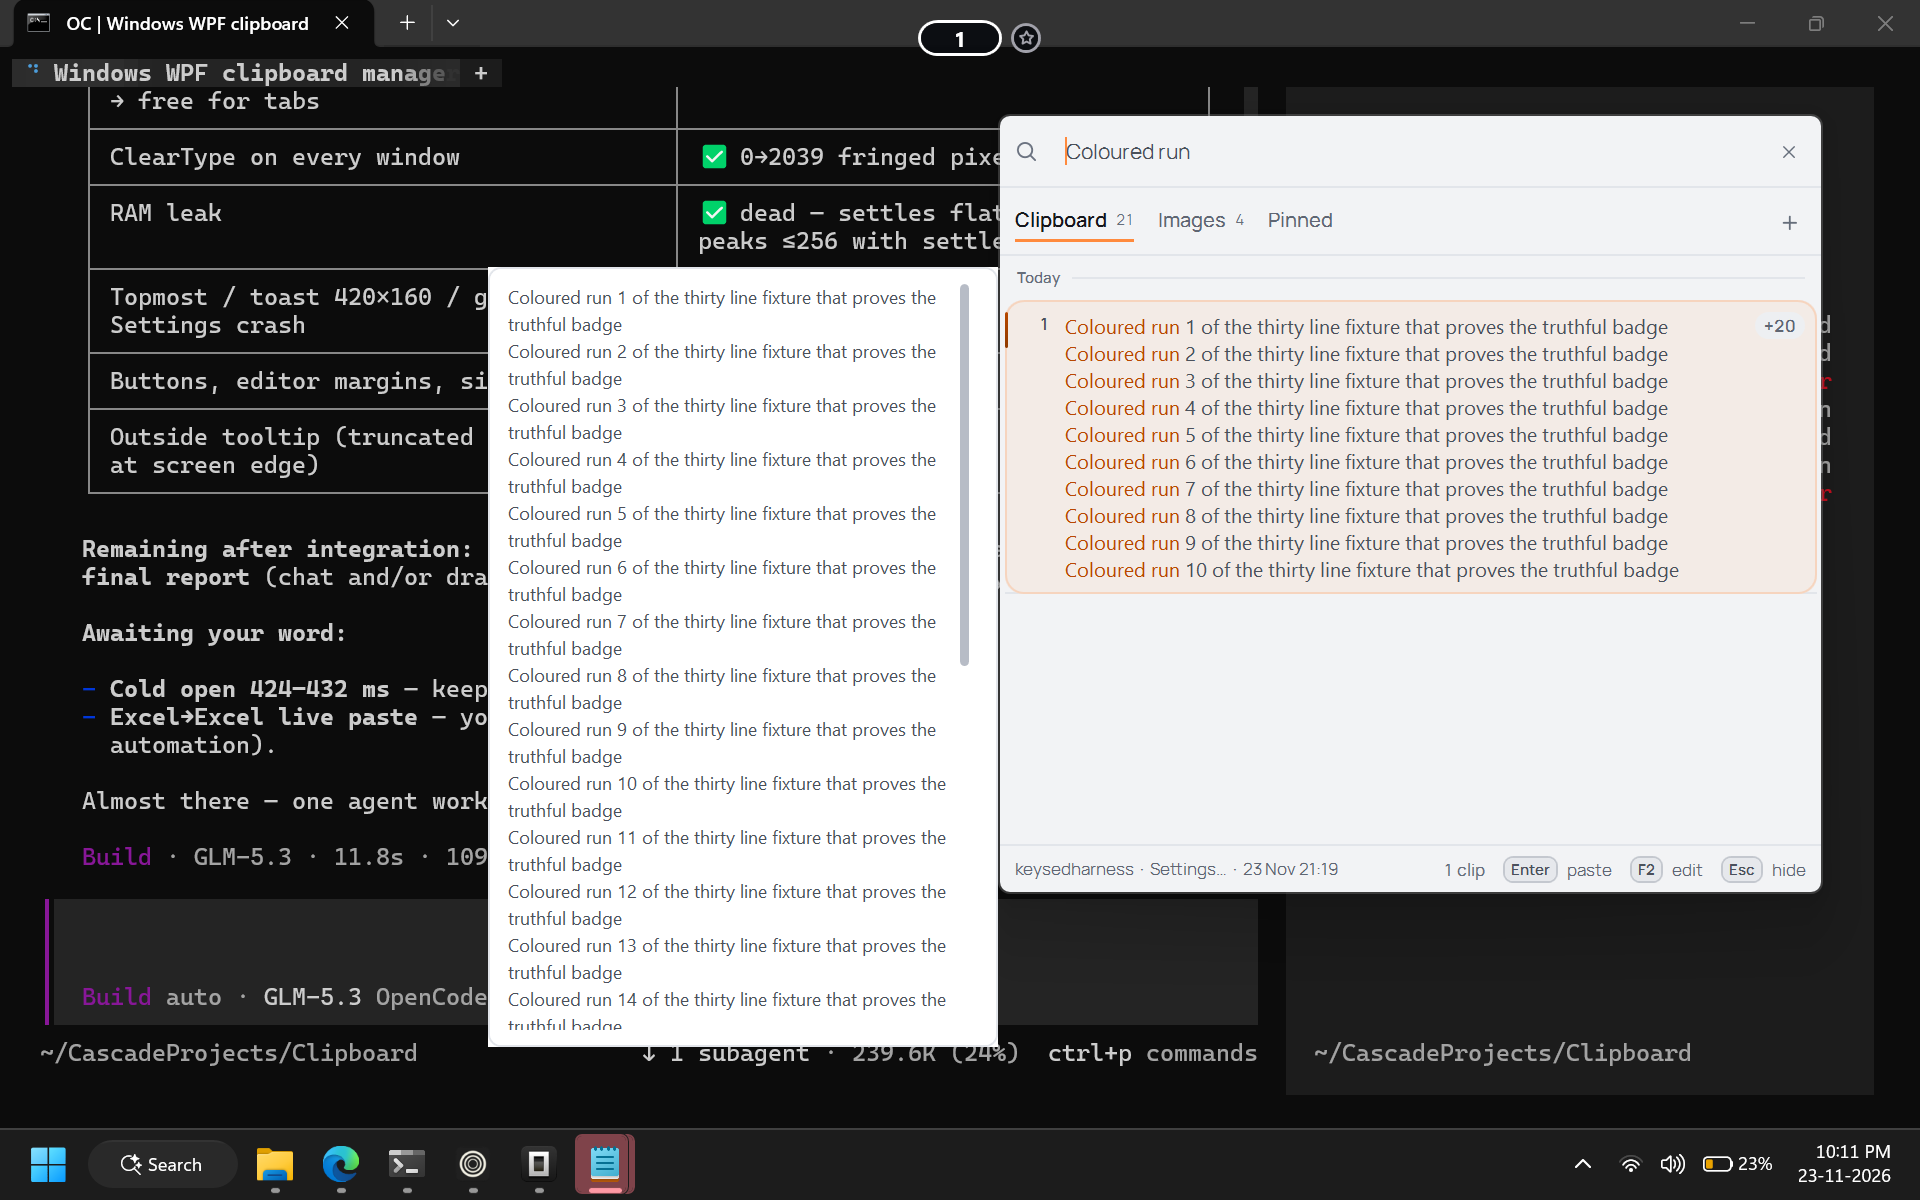 OC | Windows WPF clipboard
1
Windows WPF clipboard manager
→ free for tabs
ClearType on every window
✅ 0→2039 fringed pixe
RAM leak
✅ dead — settles flat
peaks ≤256 with settle
Topmost / toast 420×160 / g
Settings crash
Buttons, editor margins, si
Outside tooltip (truncated
at screen edge)
Remaining after integration:
final report (chat and/or dra
Awaiting your word:
– Cold open 424–432 ms — keep
– Excel→Excel live paste — yo
automation).
Almost there — one agent work
Build · GLM-5.3 · 11.8s · 109
Build auto · GLM-5.3 OpenCode
~/CascadeProjects/Clipboard
↓ 1 subagent · 239.6K (24%) ctrl+p commands
~/CascadeProjects/Clipboard
Coloured run 1 of the thirty line fixture that proves the
truthful badge
Coloured run 2 of the thirty line fixture that proves the
truthful badge
Coloured run 3 of the thirty line fixture that proves the
truthful badge
Coloured run 4 of the thirty line fixture that proves the
truthful badge
Coloured run 5 of the thirty line fixture that proves the
truthful badge
Coloured run 6 of the thirty line fixture that proves the
truthful badge
Coloured run 7 of the thirty line fixture that proves the
truthful badge
Coloured run 8 of the thirty line fixture that proves the
truthful badge
Coloured run 9 of the thirty line fixture that proves the
truthful badge
Coloured run 10 of the thirty line fixture that proves the
truthful badge
Coloured run 11 of the thirty line fixture that proves the
truthful badge
Coloured run 12 of the thirty line fixture that proves the
truthful badge
Coloured run 13 of the thirty line fixture that proves the
truthful badge
Coloured run 14 of the thirty line fixture that proves the
truthful badge
Coloured run
Clipboard 21 Images 4 Pinned
Today
1 Coloured run 1 of the thirty line fixture that proves the truthful badge +20
Coloured run 2 of the thirty line fixture that proves the truthful badge
Coloured run 3 of the thirty line fixture that proves the truthful badge
Coloured run 4 of the thirty line fixture that proves the truthful badge
Coloured run 5 of the thirty line fixture that proves the truthful badge
Coloured run 6 of the thirty line fixture that proves the truthful badge
Coloured run 7 of the thirty line fixture that proves the truthful badge
Coloured run 8 of the thirty line fixture that proves the truthful badge
Coloured run 9 of the thirty line fixture that proves the truthful badge
Coloured run 10 of the thirty line fixture that proves the truthful badge
keysedharness · Settings... · 23 Nov 21:19 1 clip Enter paste F2 edit Esc hide
Search
23%
10:11 PM
23-11-2026